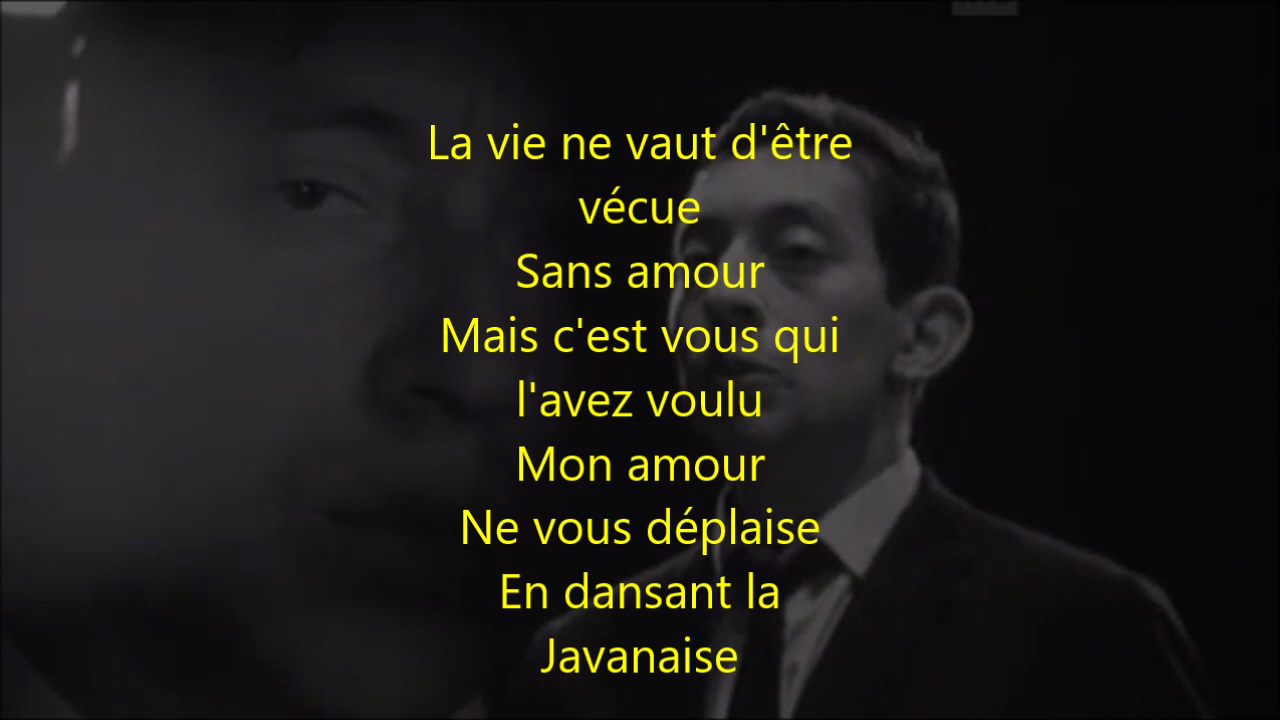 La vie ne vaut d'être
vécue
Sans amour
Mais c'est vous qui
l'avez voulu
Mon amour
Ne vous déplaise
En dansant la
Javanaise